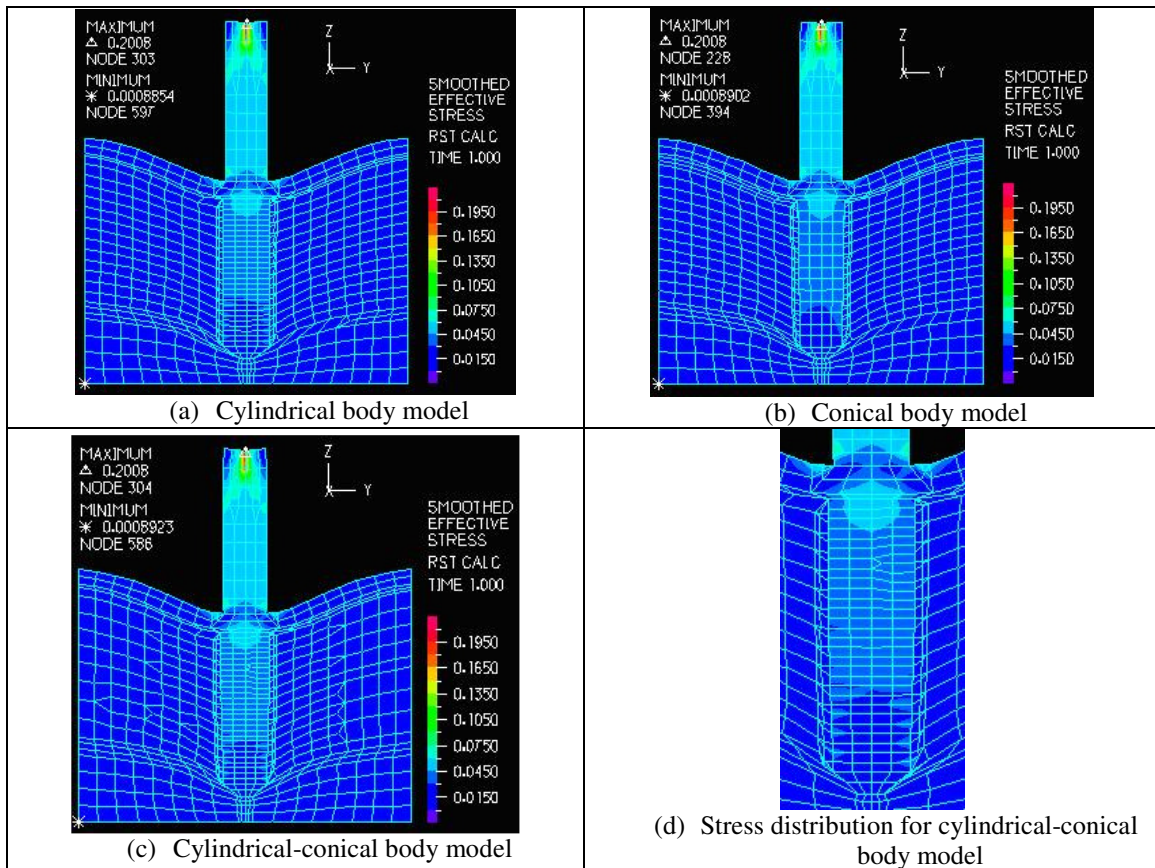 MAXIMUM
△ 0.2008
NODE 303
MINIMUM
* 0.0008854
NODE 597
Z
X Y
SMOOTHED
EFFECTIVE
STRESS
RST CALC
TIME 1.000
0.1950
0.1650
0.1350
0.1050
0.0750
0.0450
0.0150
(a) Cylindrical body model
MAXIMUM
△ 0.2008
NODE 228
MINIMUM
* 0.0008902
NODE 394
Z
X Y
SMOOTHED
EFFECTIVE
STRESS
RST CALC
TIME 1.000
0.1950
0.1650
0.1350
0.1050
0.0750
0.0450
0.0150
(b) Conical body model
MAXIMUM
△ 0.2008
NODE 304
MINIMUM
* 0.0008923
NODE 586
Z
X Y
SMOOTHED
EFFECTIVE
STRESS
RST CALC
TIME 1.000
0.1950
0.1650
0.1350
0.1050
0.0750
0.0450
0.0150
(c) Cylindrical-conical body model
(d) Stress distribution for cylindrical-conical
body model